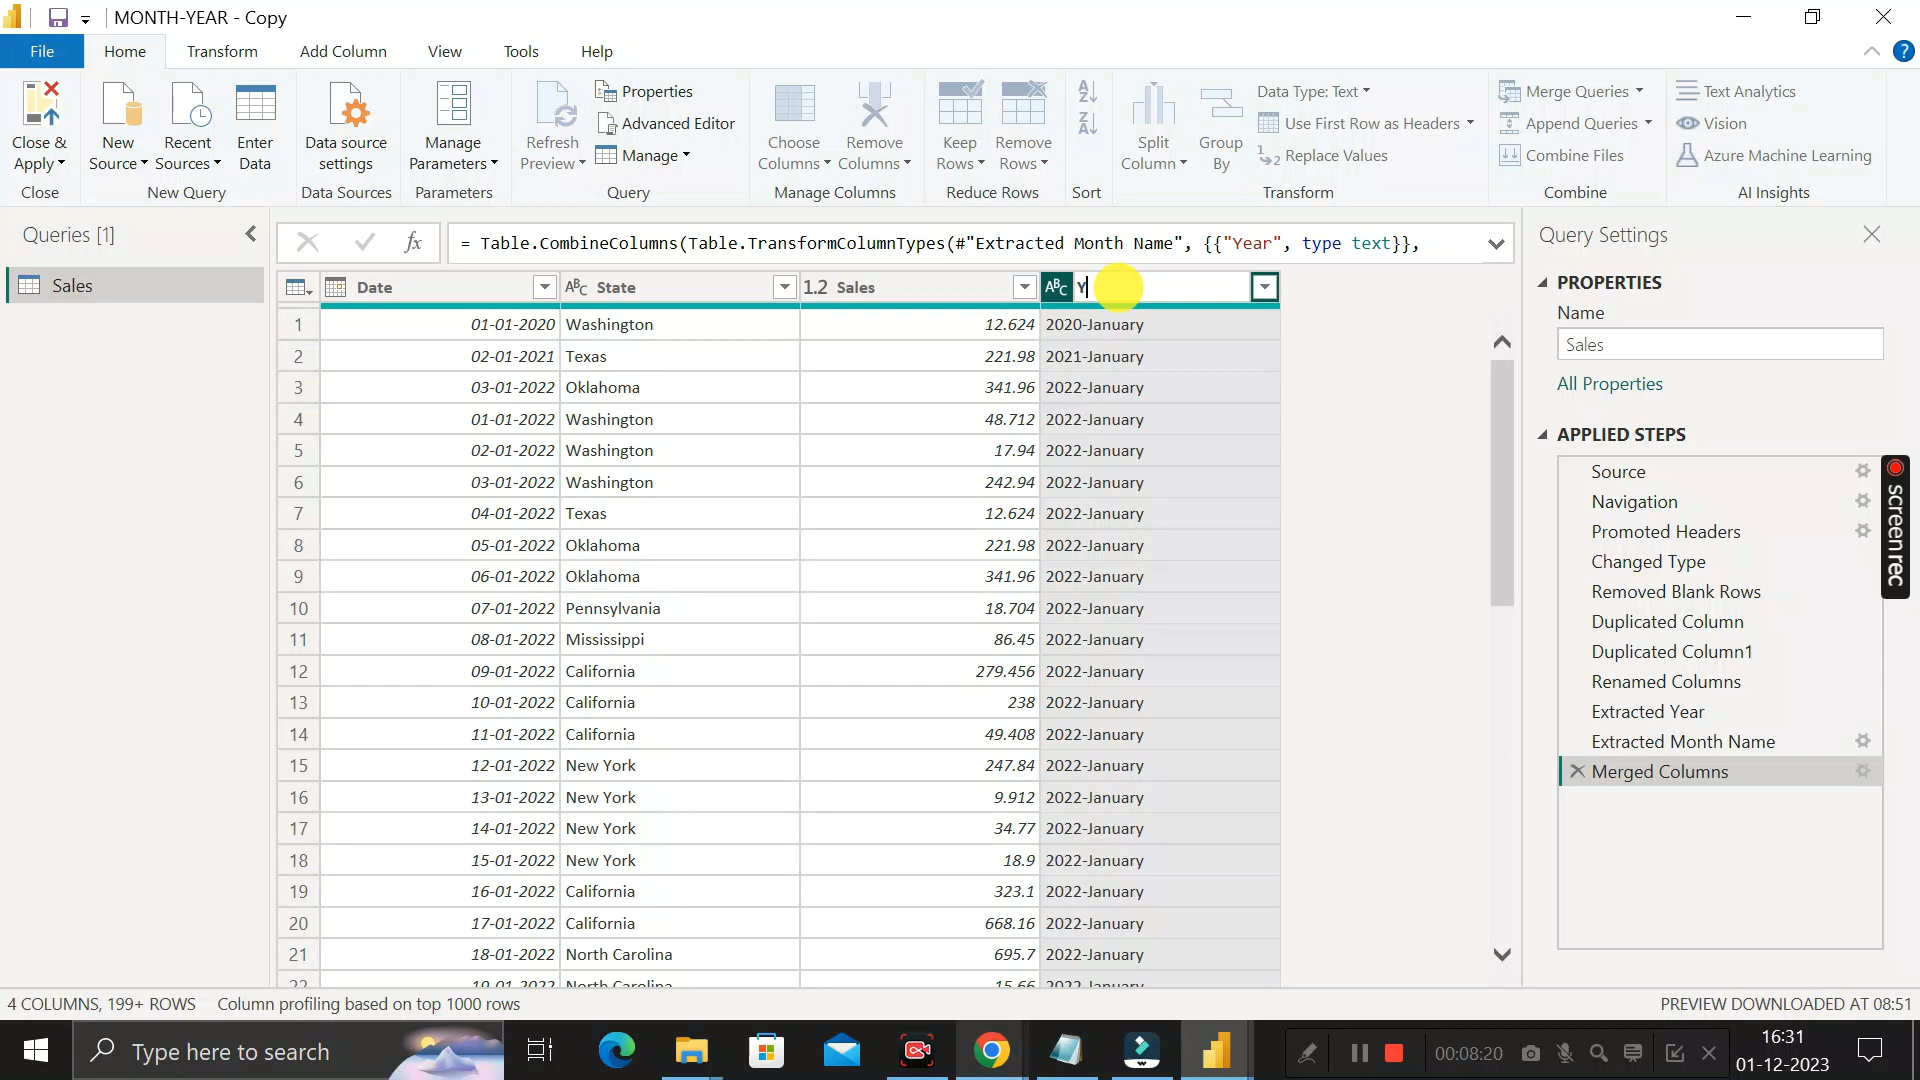 MONTH-YEAR - Copy
File Home Transform Add Column View Tools Help
Close & Apply
New Source
Recent Sources
Enter Data
Data source settings
Manage Parameters
Refresh Preview
Properties
Advanced Editor
Manage
Choose Columns
Remove Columns
Keep Rows
Remove Rows
Split Column
Group By
Data Type: Text
Use First Row as Headers
Replace Values
Merge Queries
Append Queries
Combine Files
Text Analytics
Vision
Azure Machine Learning
Close New Query Data Sources Parameters Query Manage Columns Reduce Rows Sort Transform Combine AI Insights
Queries [1]
Sales
fx = Table.CombineColumns(Table.TransformColumnTypes(#"Extracted Month Name", {{"Year", type text}},
Date ABC State 1.2 Sales ABC Y
1 01-01-2020 Washington 12.624 2020-January
2 02-01-2021 Texas 221.98 2021-January
3 03-01-2022 Oklahoma 341.96 2022-January
4 01-01-2022 Washington 48.712 2022-January
5 02-01-2022 Washington 17.94 2022-January
6 03-01-2022 Washington 242.94 2022-January
7 04-01-2022 Texas 12.624 2022-January
8 05-01-2022 Oklahoma 221.98 2022-January
9 06-01-2022 Oklahoma 341.96 2022-January
10 07-01-2022 Pennsylvania 18.704 2022-January
11 08-01-2022 Mississippi 86.45 2022-January
12 09-01-2022 California 279.456 2022-January
13 10-01-2022 California 238 2022-January
14 11-01-2022 California 49.408 2022-January
15 12-01-2022 New York 247.84 2022-January
16 13-01-2022 New York 9.912 2022-January
17 14-01-2022 New York 34.77 2022-January
18 15-01-2022 New York 18.9 2022-January
19 16-01-2022 California 323.1 2022-January
20 17-01-2022 California 668.16 2022-January
21 18-01-2022 North Carolina 695.7 2022-January
22 19-01-2022 North Carolina 15.66 2022-January
Query Settings
PROPERTIES
Name
Sales
All Properties
APPLIED STEPS
Source
Navigation
Promoted Headers
Changed Type
Removed Blank Rows
Duplicated Column
Duplicated Column1
Renamed Columns
Extracted Year
Extracted Month Name
Merged Columns
screenrec
4 COLUMNS, 199+ ROWS Column profiling based on top 1000 rows
PREVIEW DOWNLOADED AT 08:51
Type here to search
00:08:20
16:31
01-12-2023